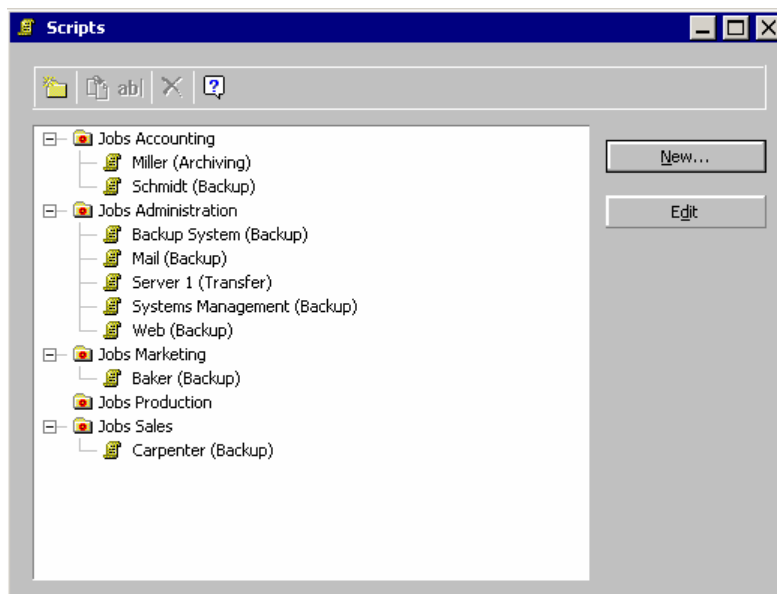 Scripts
ab|
Jobs Accounting
Miller (Archiving)
Schmidt (Backup)
Jobs Administration
Backup System (Backup)
Mail (Backup)
Server 1 (Transfer)
Systems Management (Backup)
Web (Backup)
Jobs Marketing
Baker (Backup)
Jobs Production
Jobs Sales
Carpenter (Backup)
New...
Edit